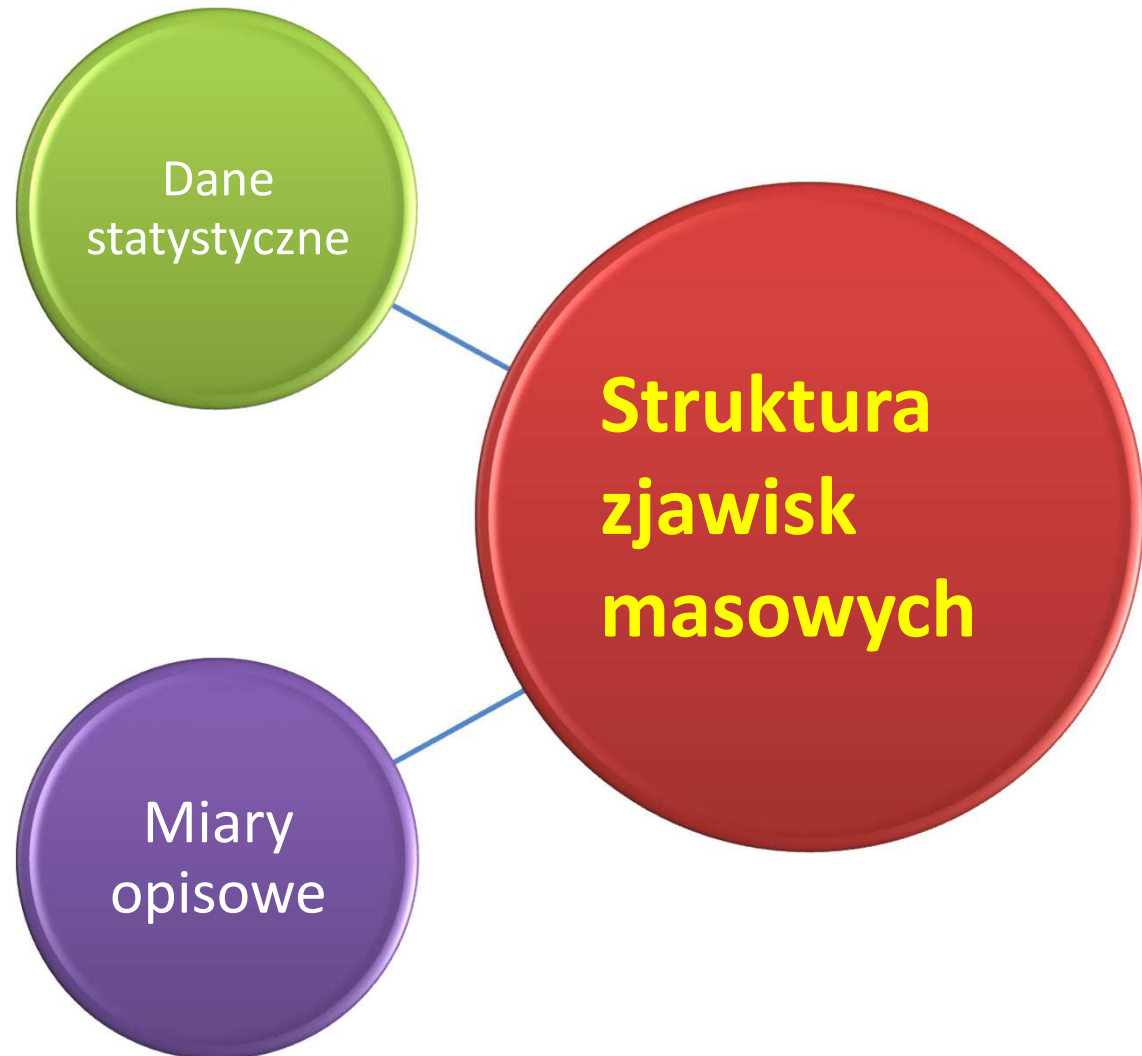 Dane
statystyczne
Struktura
zjawisk
masowych
Miary
opisowe